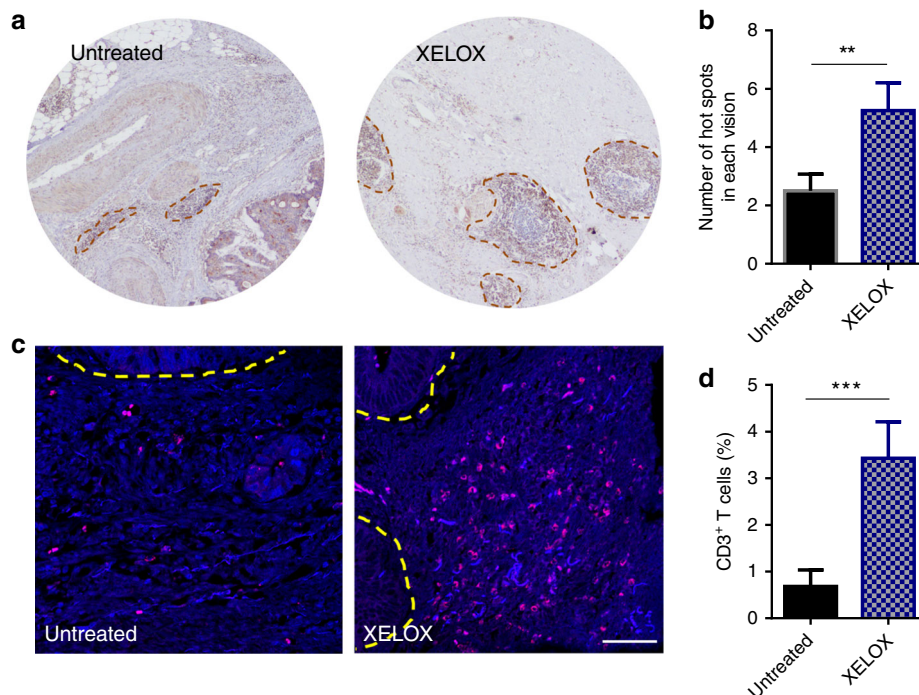 a
Untreated
XELOX
b
Number of hot spots
in each vision
8
6
4
2
0
**
Untreated
XELOX
c
Untreated
XELOX
d
CD3⁺ T cells (%)
5
4
3
2
1
0
***
Untreated
XELOX